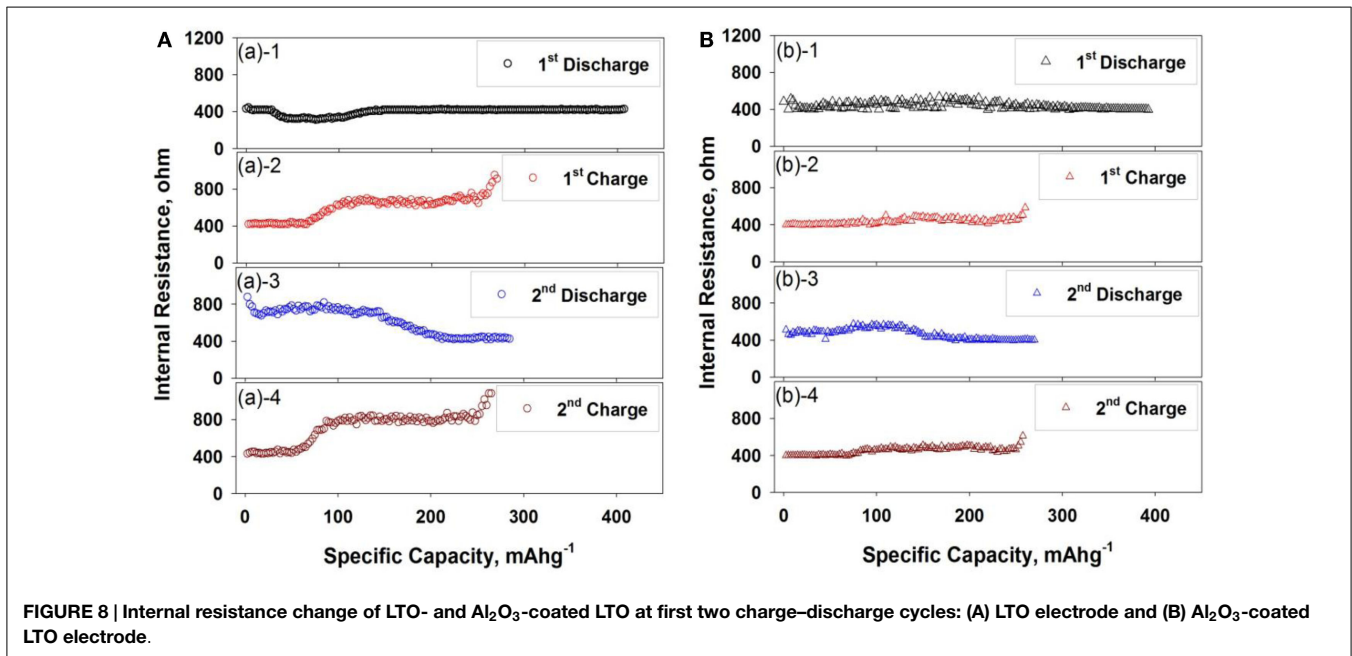 A
B
Internal Resistance, ohm
1200
800
400
0
(a)-1
1st Discharge
800
400
0
(a)-2
1st Charge
800
400
0
(a)-3
2nd Discharge
800
400
0
(a)-4
2nd Charge
0 100 200 300 400
Specific Capacity, mAhg-1
Internal Resistance, ohm
1200
800
400
0
(b)-1
1st Discharge
800
400
0
(b)-2
1st Charge
800
400
0
(b)-3
2nd Discharge
800
400
0
(b)-4
2nd Charge
0 100 200 300 400
Specific Capacity, mAhg-1
FIGURE 8 | Internal resistance change of LTO- and Al2O3-coated LTO at first two charge–discharge cycles: (A) LTO electrode and (B) Al2O3-coated
LTO electrode.